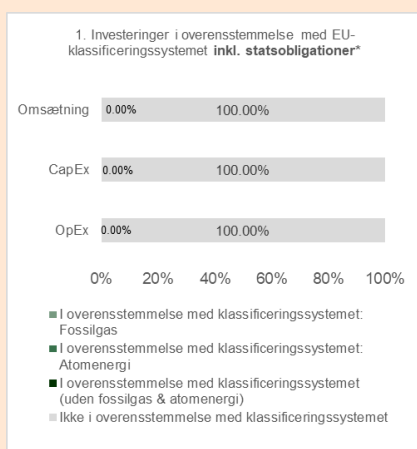 1. Investeringer i overensstemmelse med EU-
klassificeringssystemet inkl. statsobligationer*
Omsætning 0.00% 100.00%
CapEx 0.00% 100.00%
OpEx 0.00% 100.00%
0% 20% 40% 60% 80% 100%
I overensstemmelse med klassificeringssystemet:
Fossilgas
I overensstemmelse med klassificeringssystemet:
Atomenergi
I overensstemmelse med klassificeringssystemet
(uden fossilgas & atomenergi)
Ikke i overensstemmelse med klassificeringssystemet